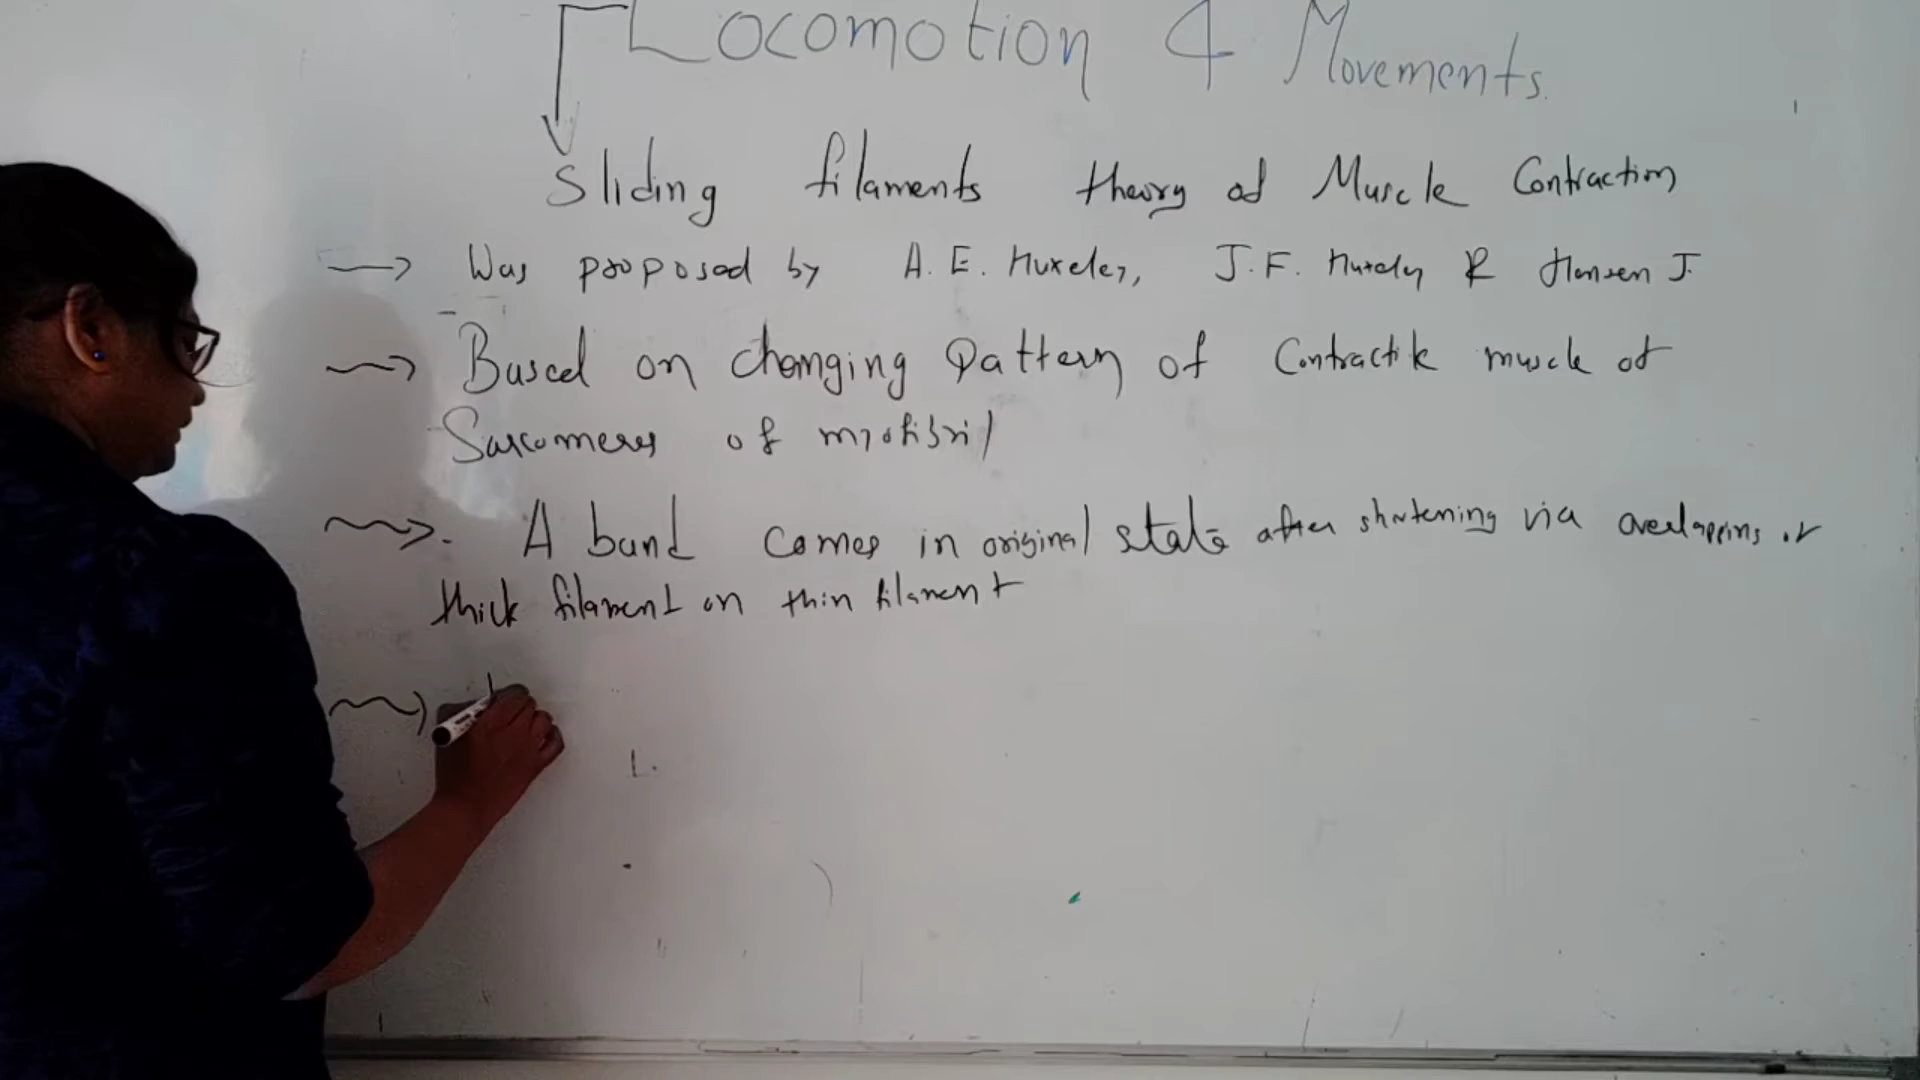 Locomotion & Movements.
Sliding filaments theory of Muscle Contraction
→ Was proposed by A. E. Huxeley, J. F. Huxely & Hansen J.
→ Based on changing Pattern of Contractile muscle of
Sarcomeres of myofibril
→. A band comes in original state after shortening via overlapping of
thick filament on thin filament
→